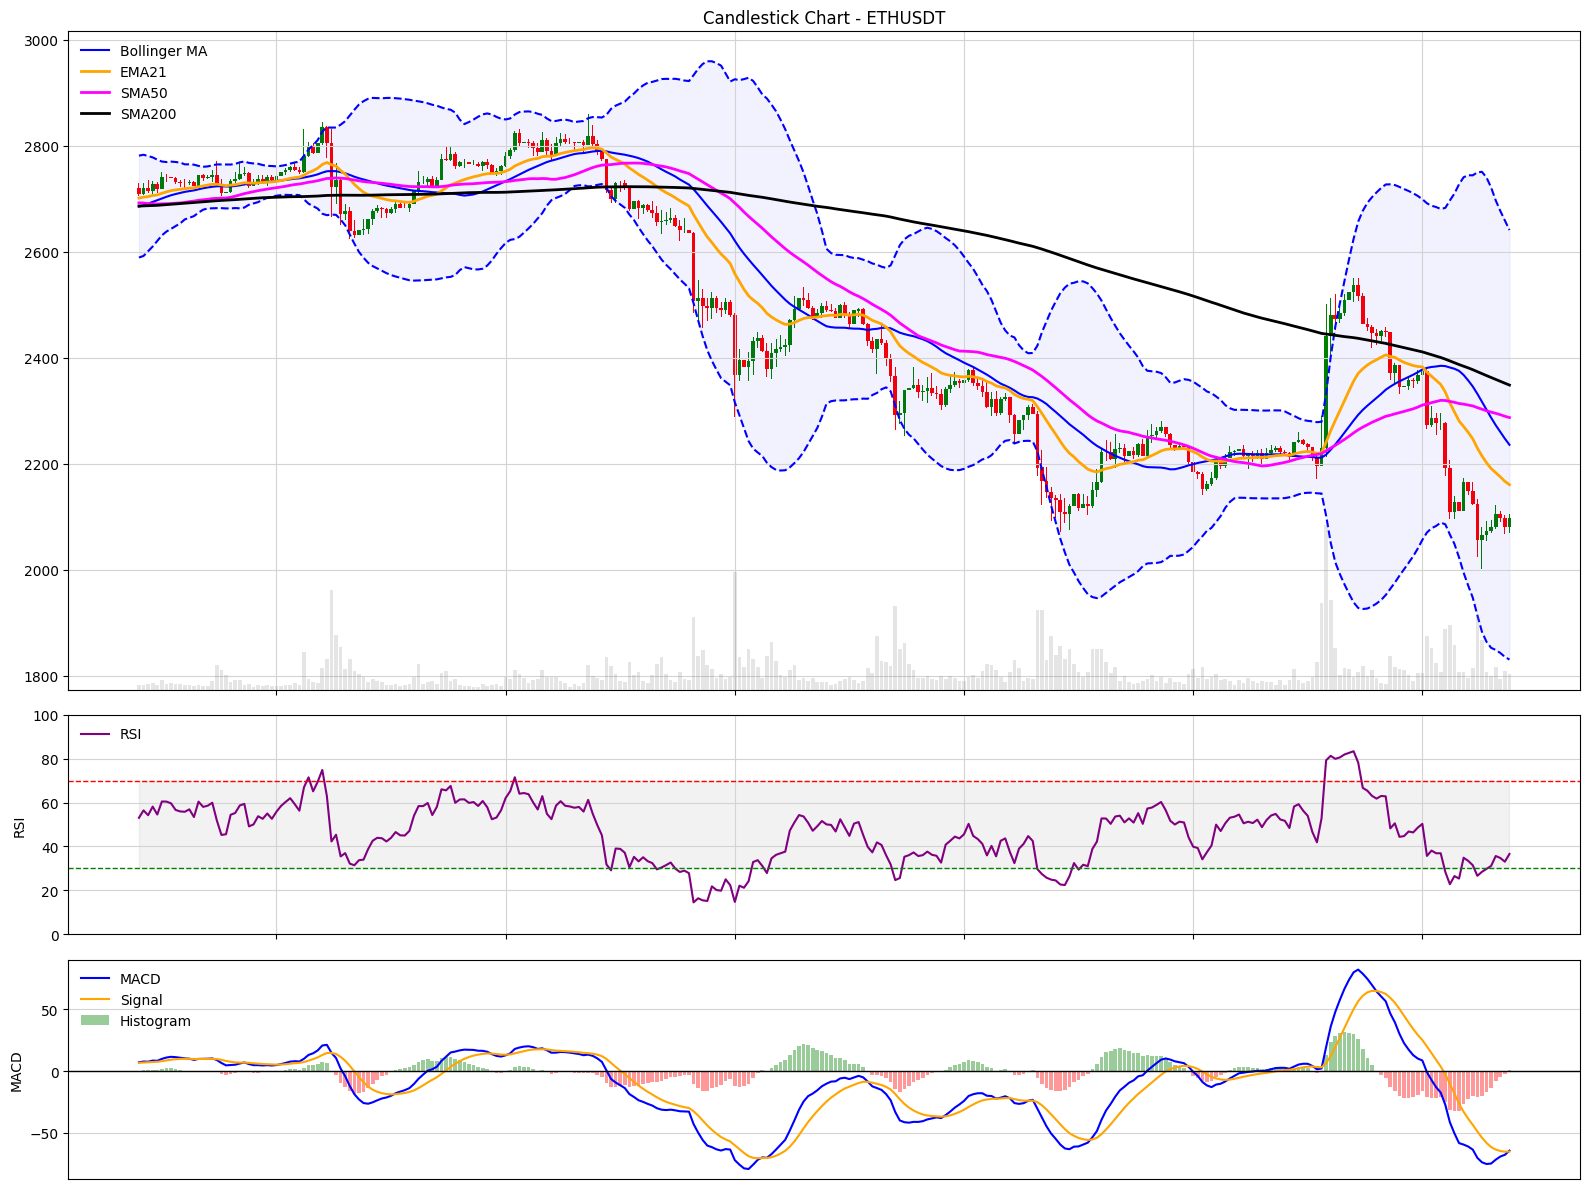 Candlestick Chart - ETHUSDT
3000
2800
2600
2400
2200
2000
1800
Bollinger MA
EMA21
SMA50
SMA200
100
80
60
40
20
0
RSI
RSI
50
0
−50
MACD
MACD
Signal
Histogram